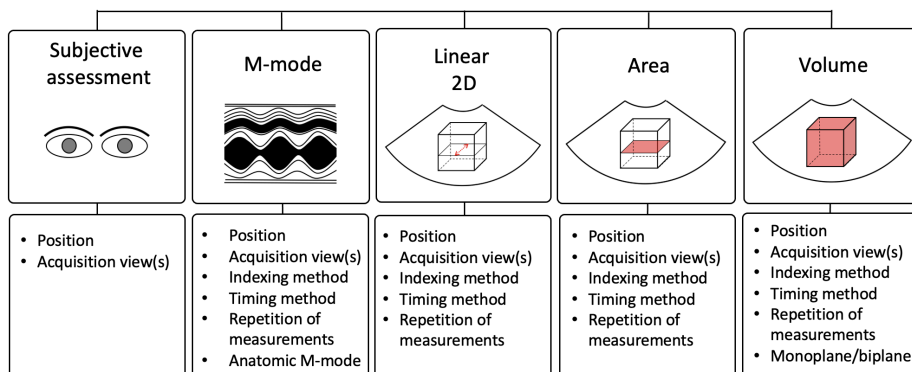 Subjective
assessment
M-mode
Linear
2D
Area
Volume
• Position
• Acquisition view(s)
• Position
• Acquisition view(s)
• Indexing method
• Timing method
• Repetition of
measurements
• Anatomic M-mode
• Position
• Acquisition view(s)
• Indexing method
• Timing method
• Repetition of
measurements
• Position
• Acquisition view(s)
• Indexing method
• Timing method
• Repetition of
measurements
• Position
• Acquisition view(s)
• Indexing method
• Timing method
• Repetition of
measurements
• Monoplane/biplane